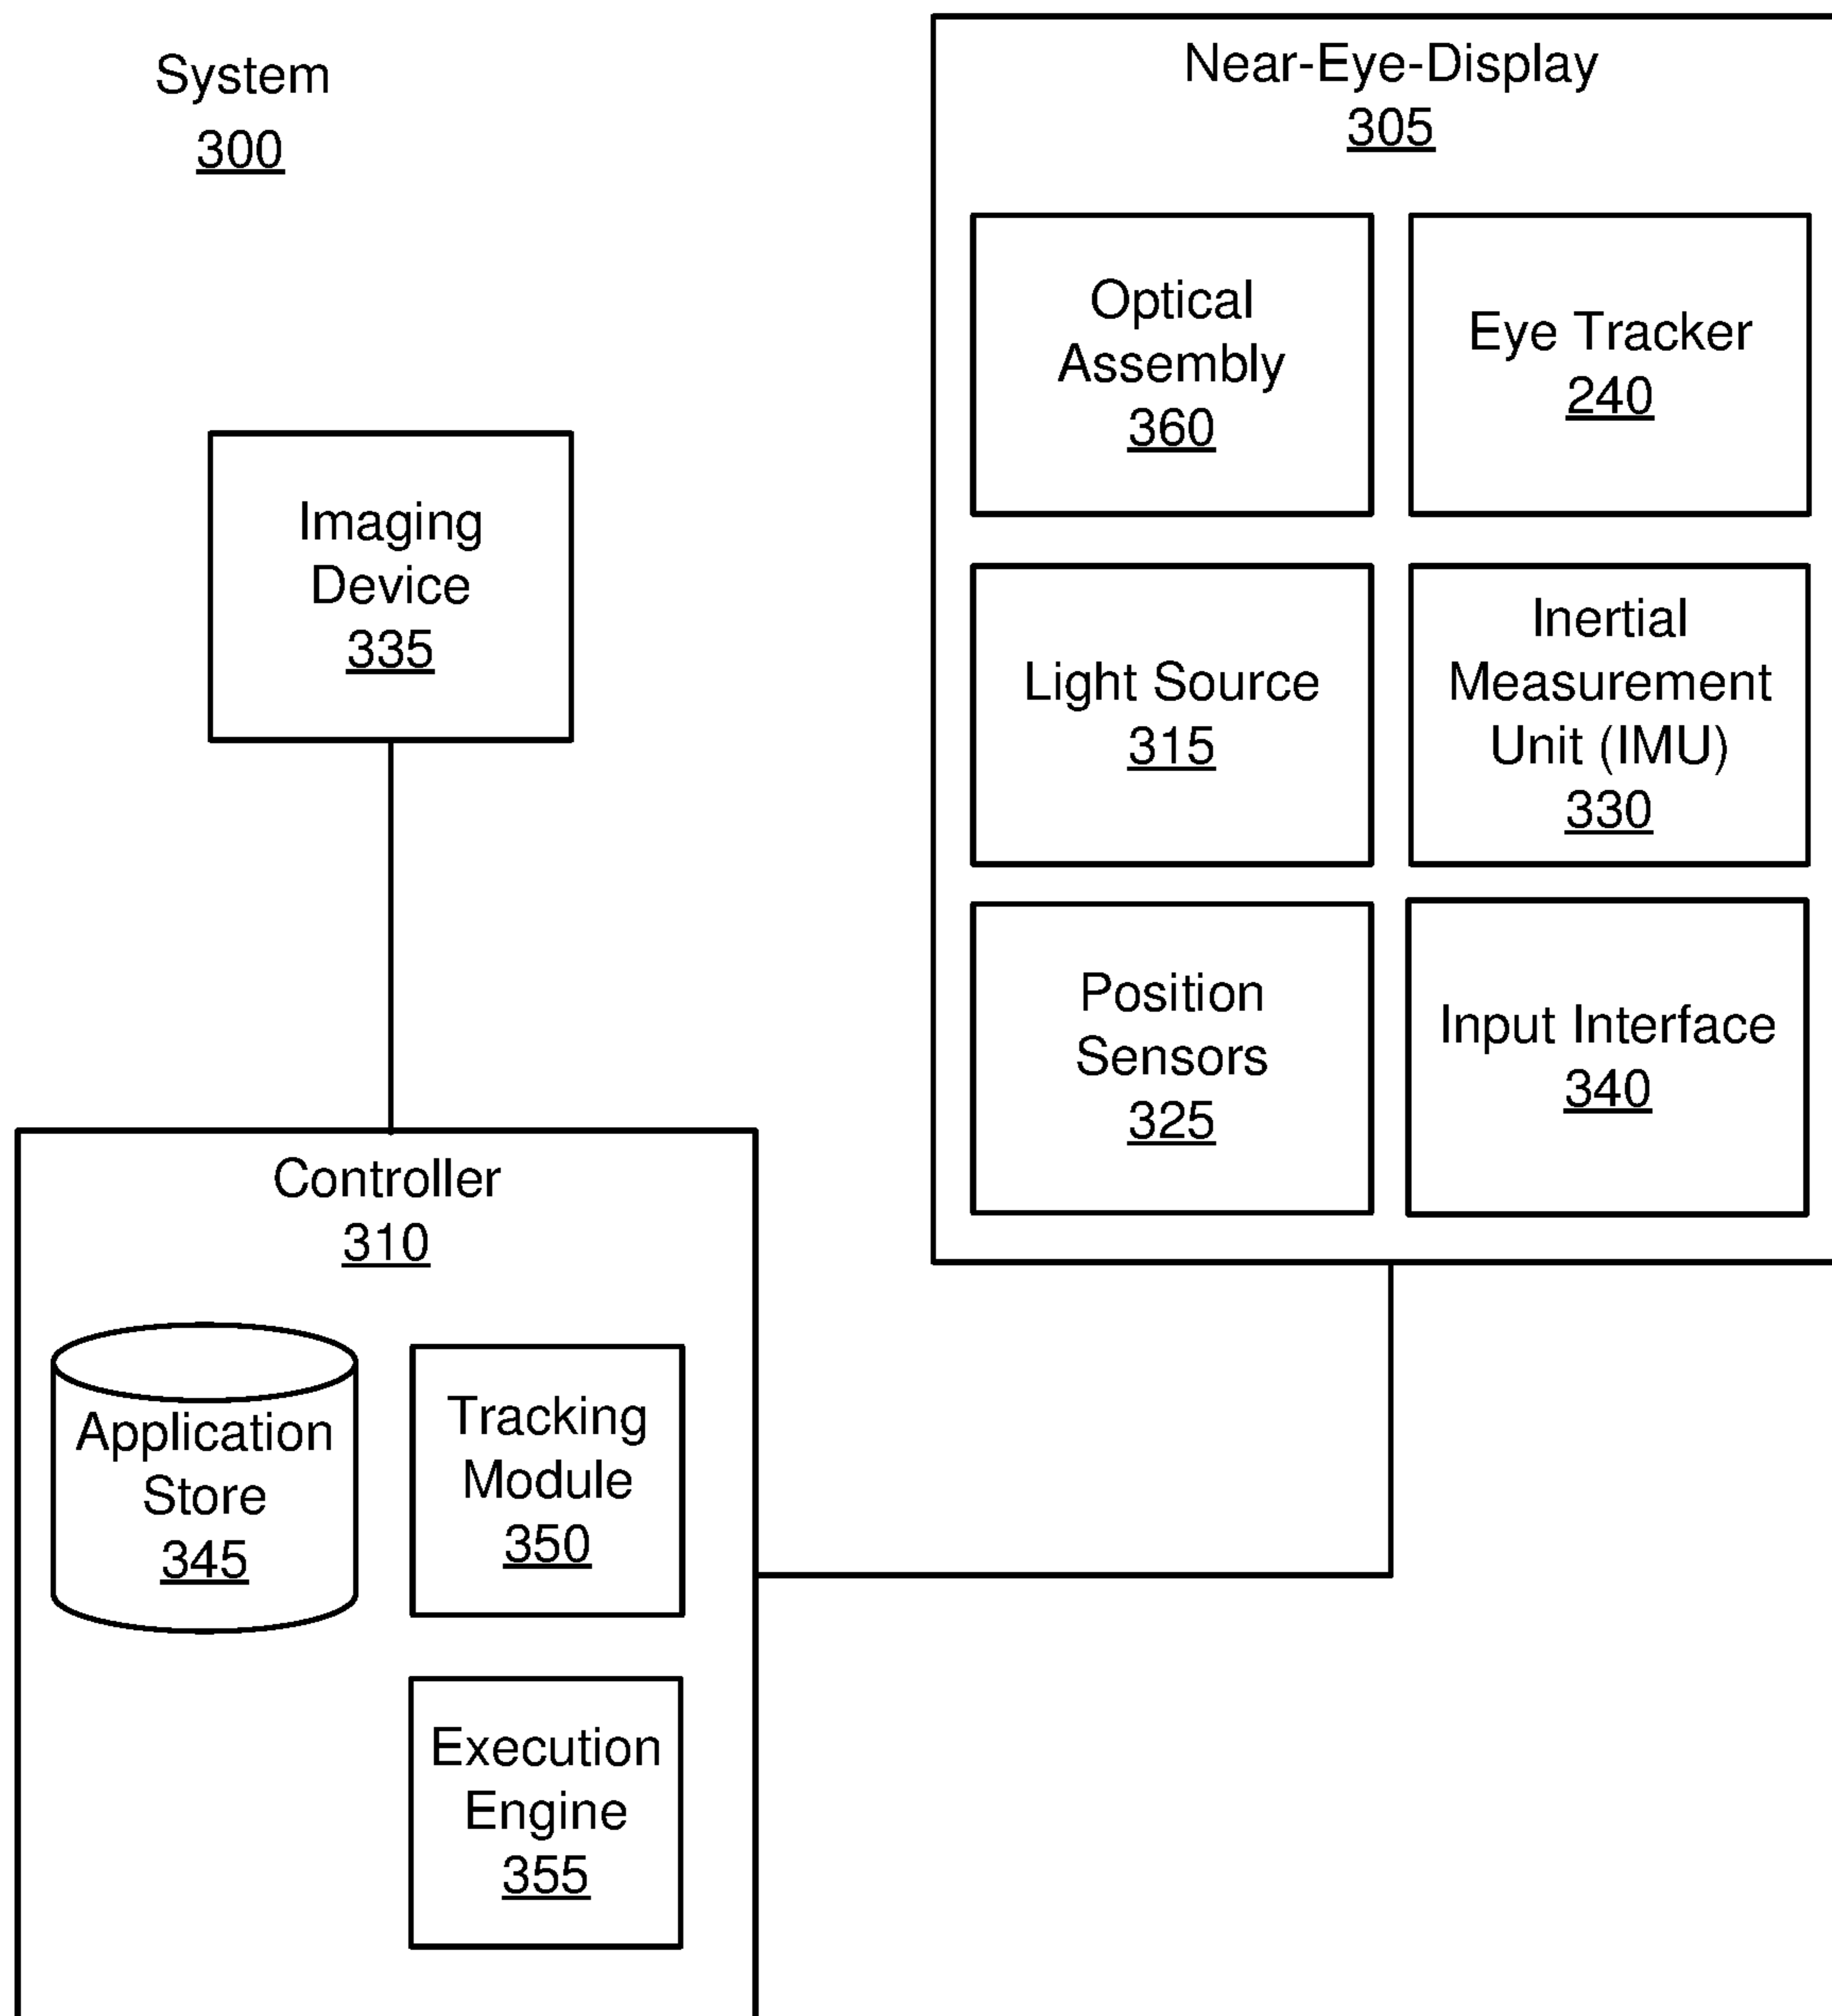 System
300
Near-Eye-Display
305
Optical
Assembly
360
Eye Tracker
240
Imaging
Device
335
Light Source
315
Inertial
Measurement
Unit (IMU)
330
Position
Sensors
325
Input Interface
340
Controller
310
Application
Store
345
Tracking
Module
350
Execution
Engine
355